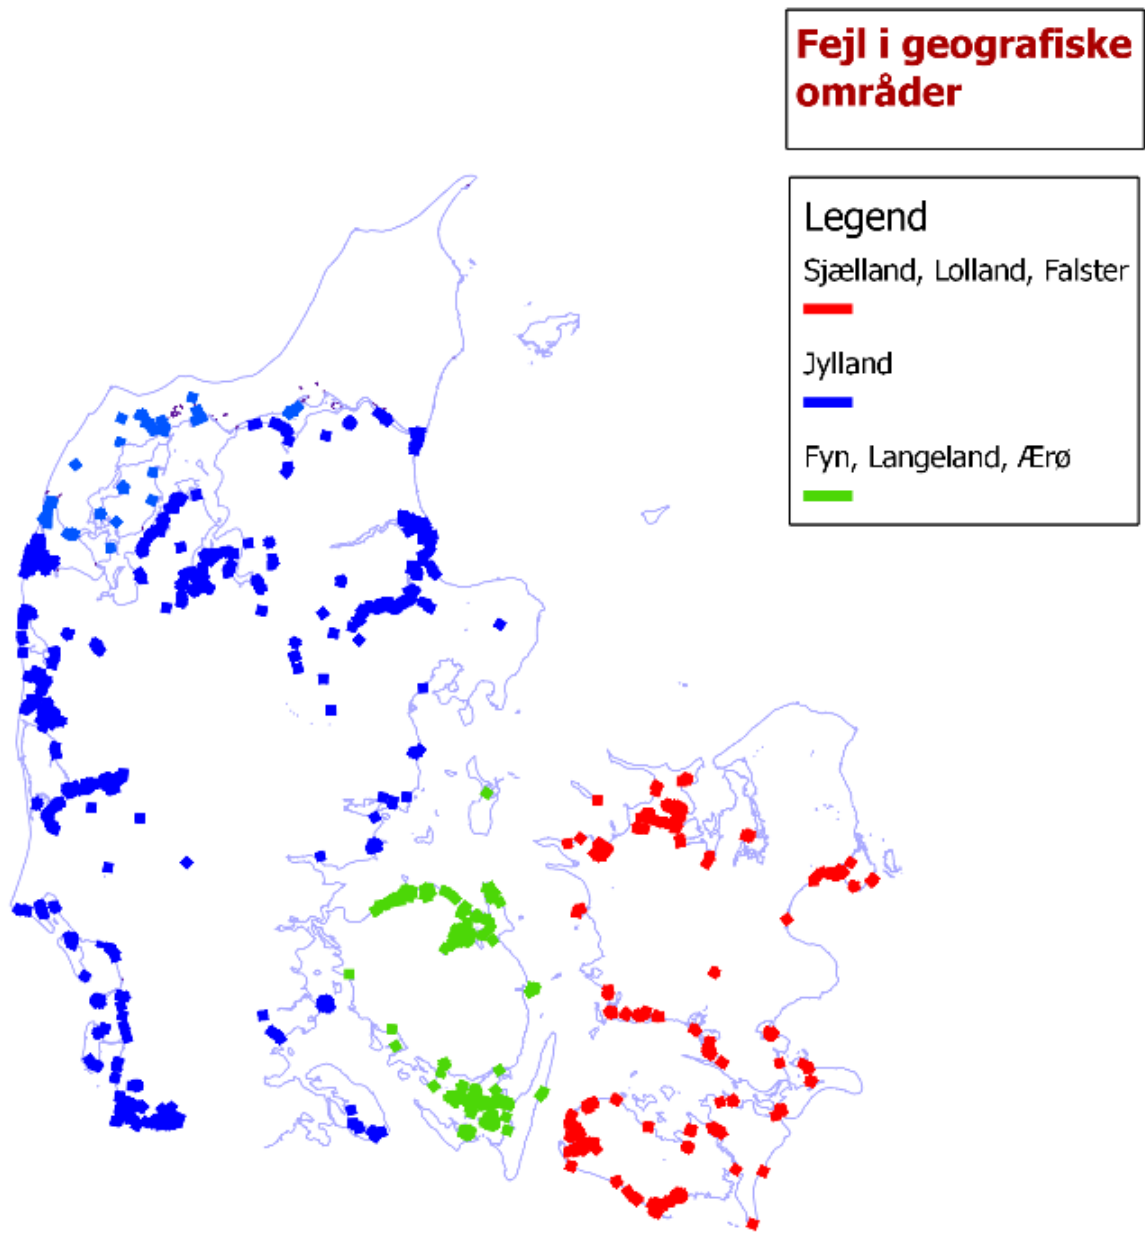 Fejl i geografiske
områder
Legend
Sjælland, Lolland, Falster
Jylland
Fyn, Langeland, Ærø